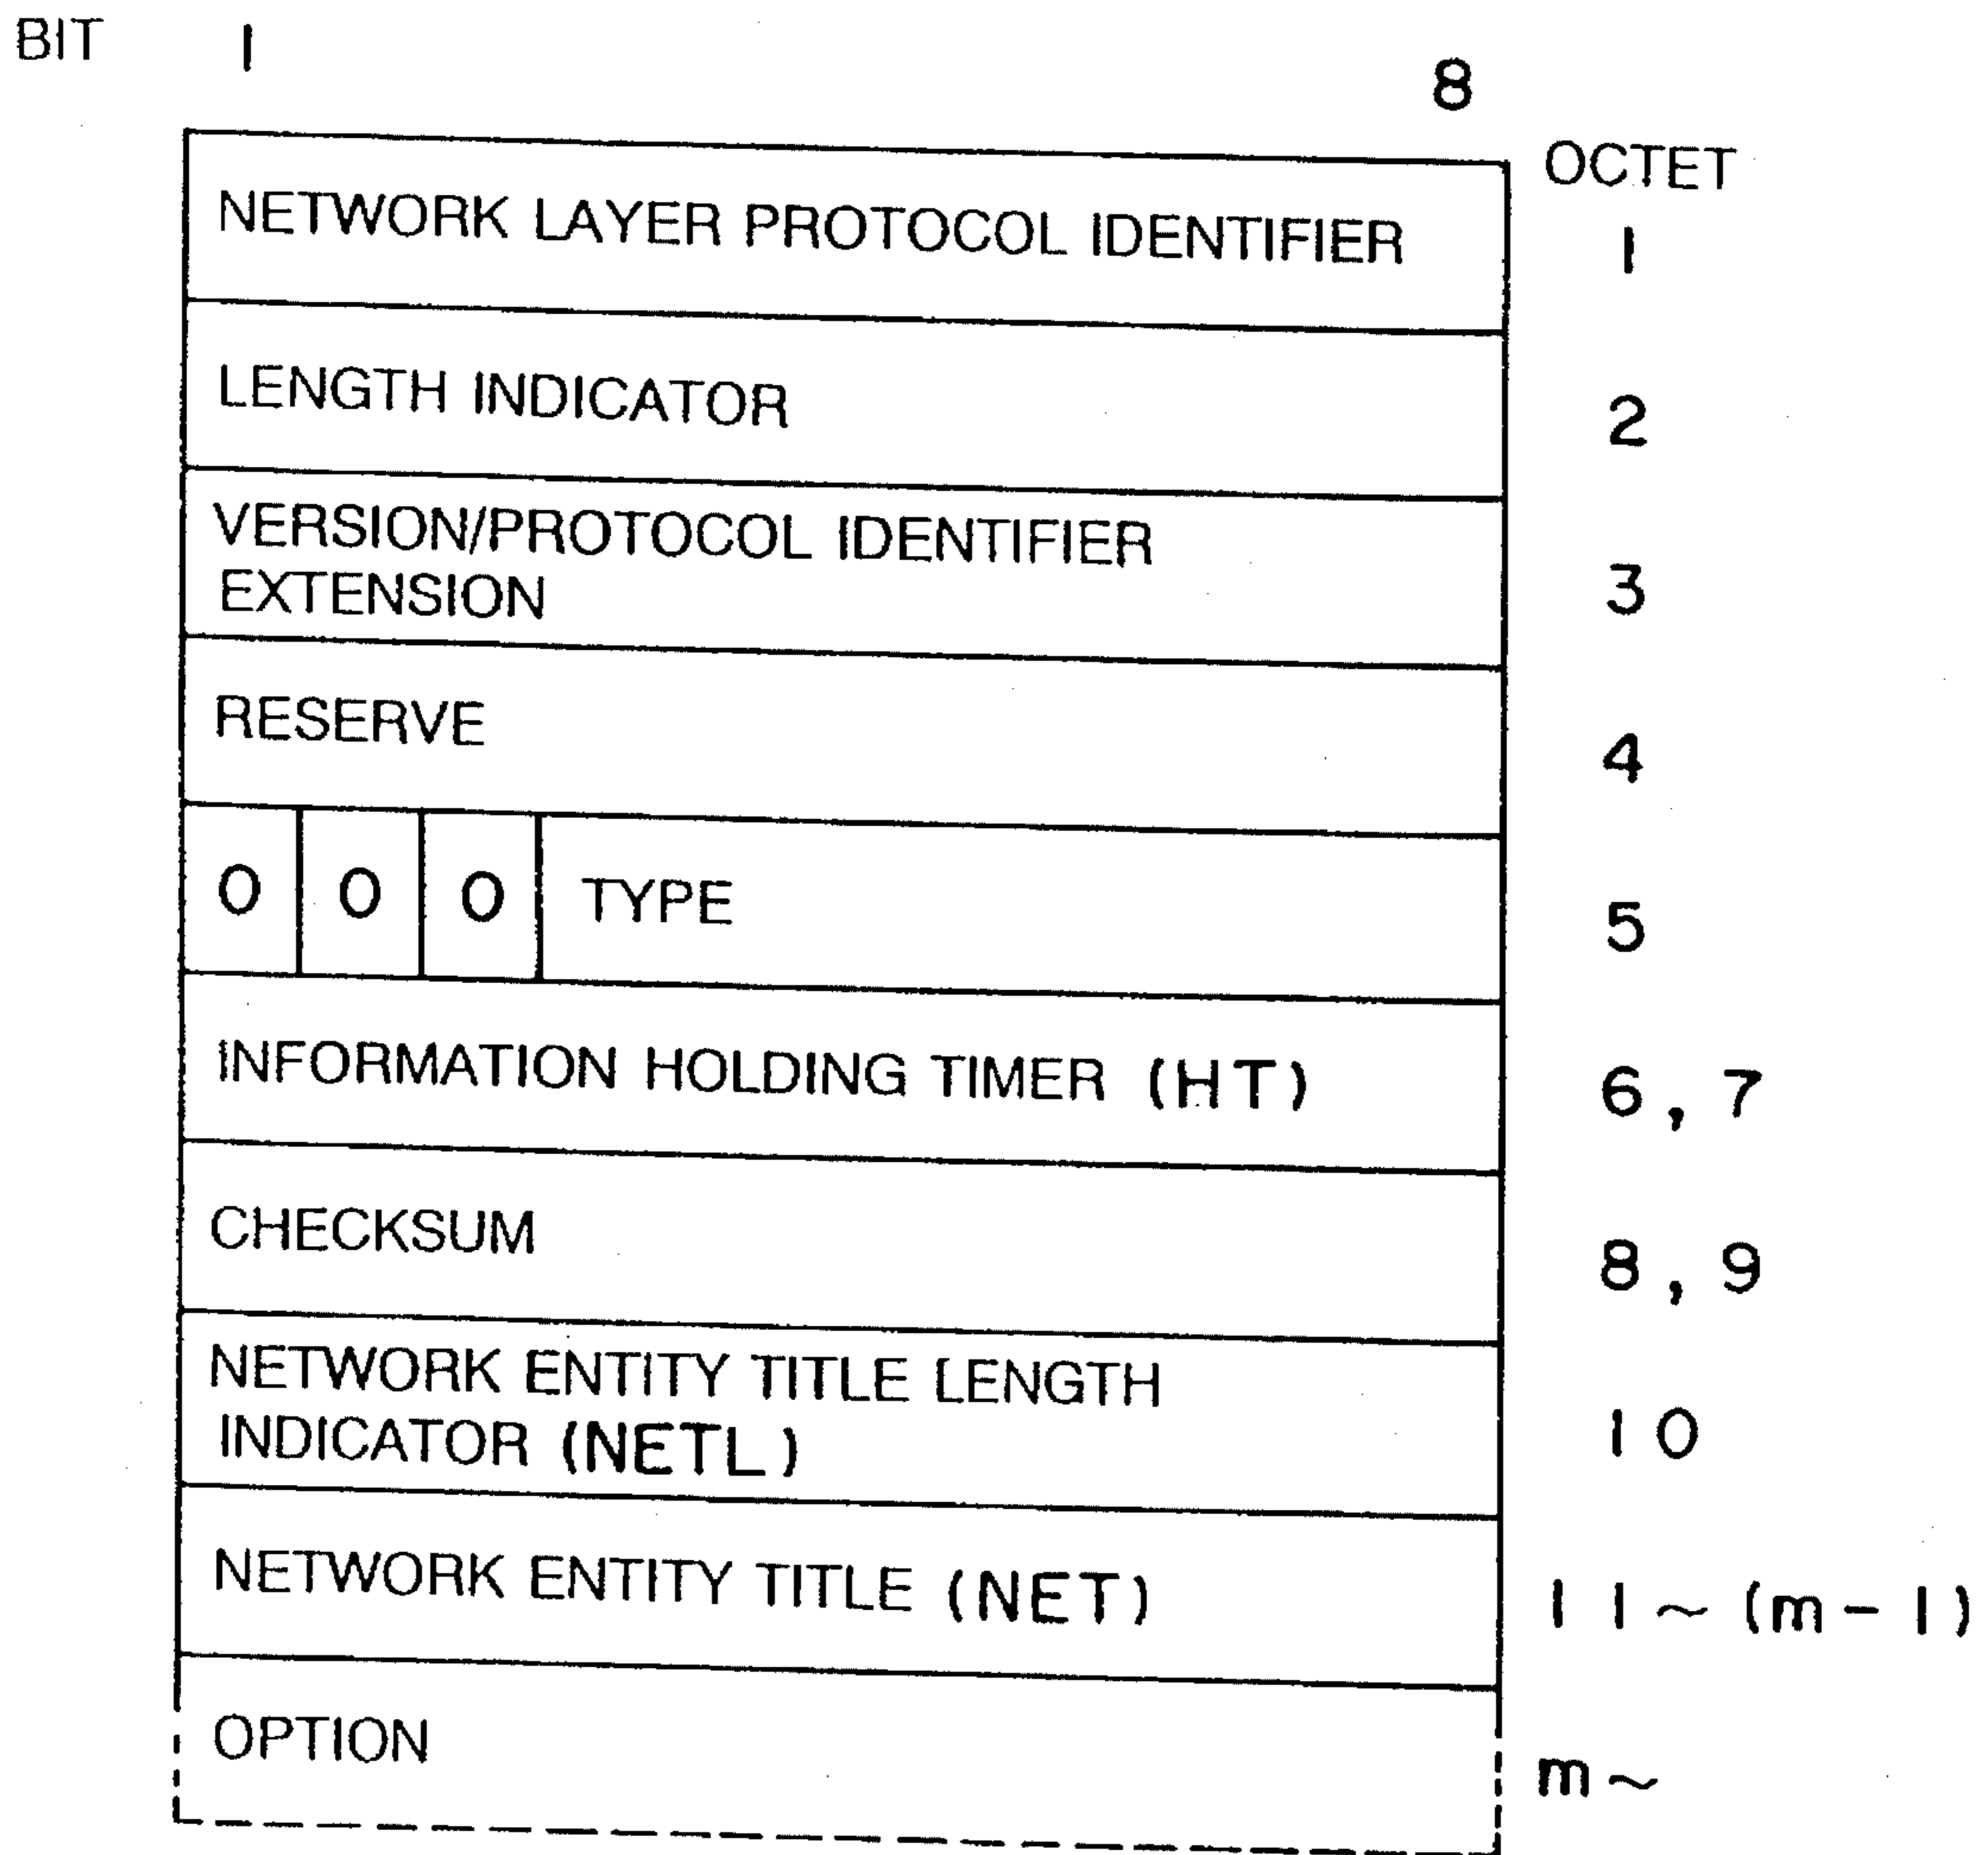 BIT 1 8
OCTET
NETWORK LAYER PROTOCOL IDENTIFIER 1
LENGTH INDICATOR 2
VERSION/PROTOCOL IDENTIFIER
EXTENSION 3
RESERVE 4
0 0 0 TYPE 5
INFORMATION HOLDING TIMER (HT) 6, 7
CHECKSUM 8, 9
NETWORK ENTITY TITLE LENGTH
INDICATOR (NETL) 10
NETWORK ENTITY TITLE (NET) 11~(m-1)
OPTION m~